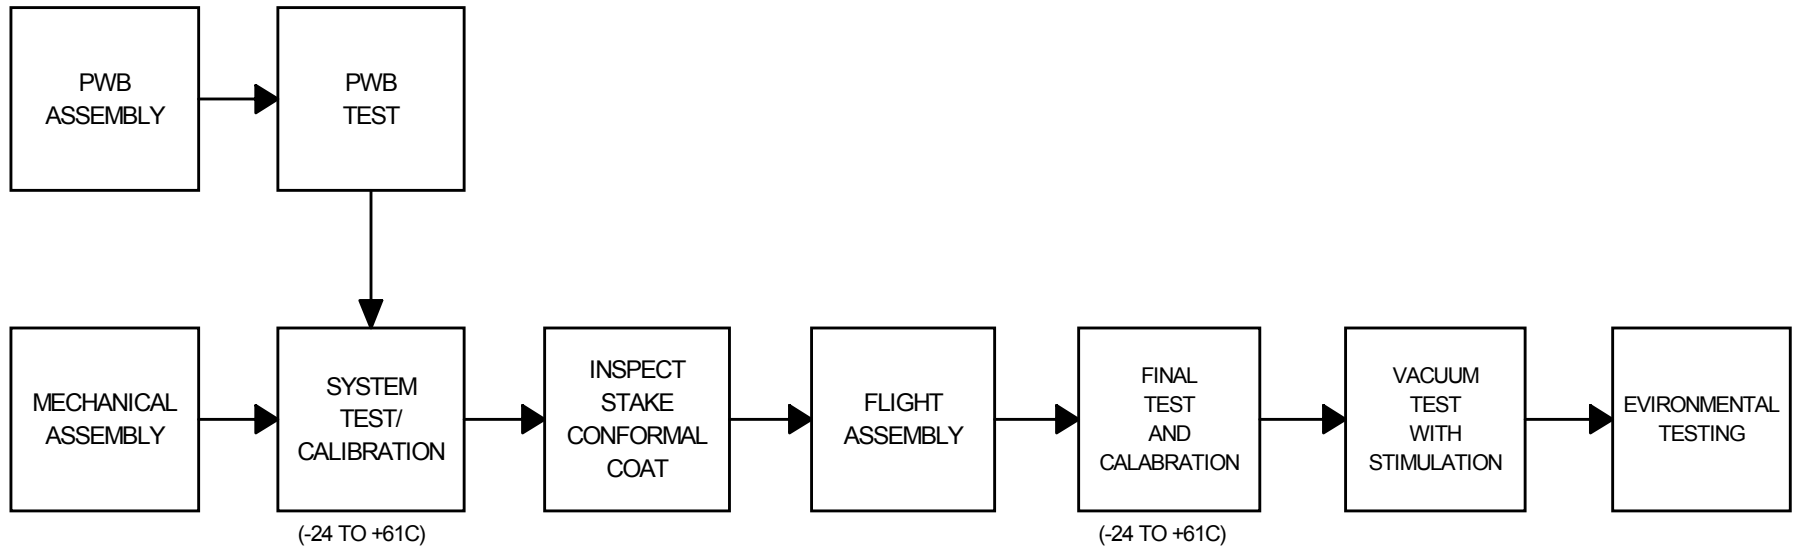 PWB
ASSEMBLY
PWB
TEST
MECHANICAL
ASSEMBLY
SYSTEM
TEST/
CALIBRATION
(-24 TO +61C)
INSPECT
STAKE
CONFORMAL
COAT
FLIGHT
ASSEMBLY
FINAL
TEST
AND
CALABRATION
(-24 TO +61C)
VACUUM
TEST
WITH
STIMULATION
EVIRONMENTAL
TESTING